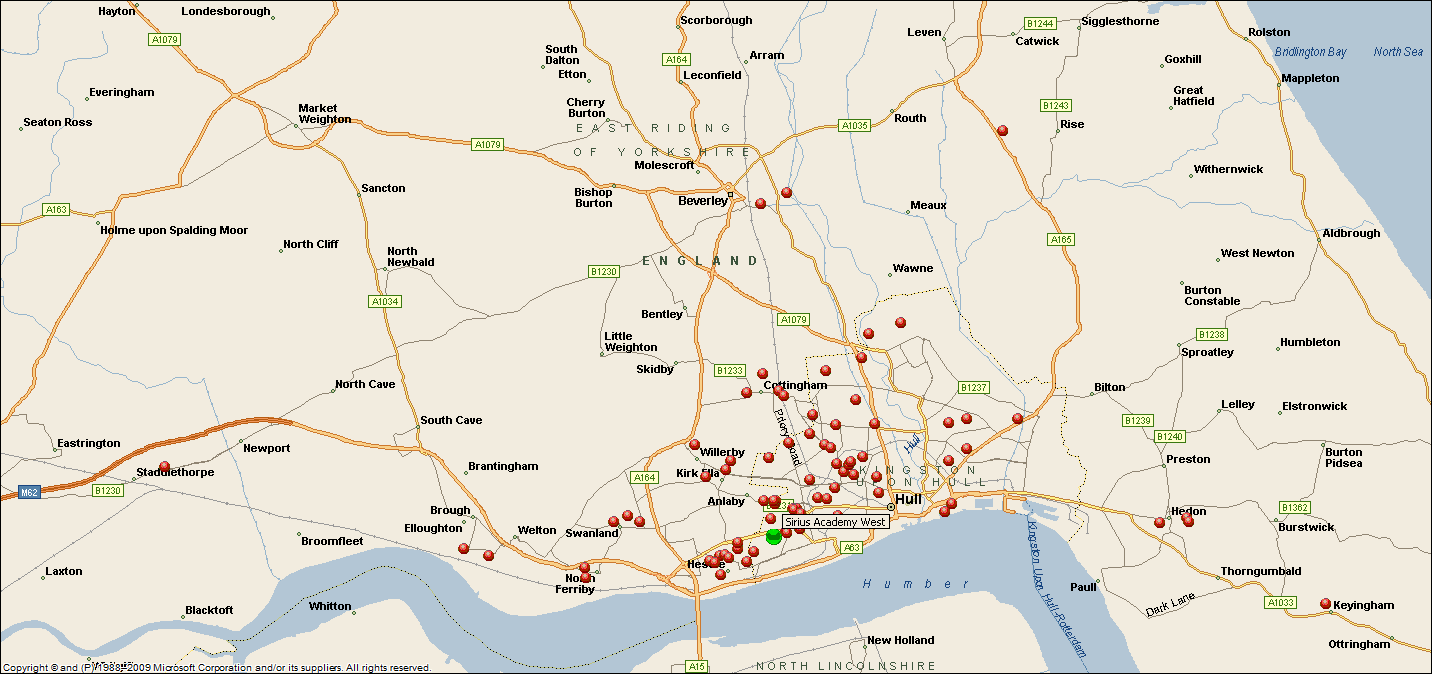 Hayton
Londesborough
Scorborough
B1244
Sigglesthorne
Leven
Catwick
Rolston
A1079
South
Dalton
Arram
Bridlington Bay
North Sea
A164
Etton
Leconfield
Goxhill
Mappleton
Everingham
Great
Hatfield
Cherry
Burton
B1243
Market
Weighton
Routh
Rise
Seaton Ross
EAST RIDING
A1035
A1079
OF YORKSHIRE
Molescroft
Withernwick
Sancton
Bishop
Burton
Beverley
Meaux
A163
Holme upon Spalding Moor
Aldbrough
North Cliff
A165
North
Newbald
West Newton
ENGLAND
Wawne
B1230
Burton
Constable
A1034
Bentley
A1079
Little
Weighton
B1238
Humbleton
Sproatley
Skidby
B1233
North Cave
Cottingham
B1237
Bilton
Lelley
Elstronwick
South Cave
Priory Road
B1239
Eastrington
Newport
Hull
B1240
Willerby
Burton
Pidsea
Staddlethorpe
Brantingham
Kirk Ella
KINGSTON
UPON HULL
Preston
A164
M62
B1230
Anlaby
Hull
Brough
Hedon
B1362
Elloughton
Sirius Academy West
Burstwick
Welton
Swanland
Broomfleet
A63
Kingston Upon Hull-Rotterdam
Hessle
Laxton
North
Ferriby
Humber
Paull
Thorngumbald
Whitton
Dark Lane
A1033
Keyingham
Blacktoft
New Holland
Ottringham
Copyright © and (P) 1988–2009 Microsoft Corporation and/or its suppliers. All rights reserved.
A15
NORTH LINCOLNSHIRE